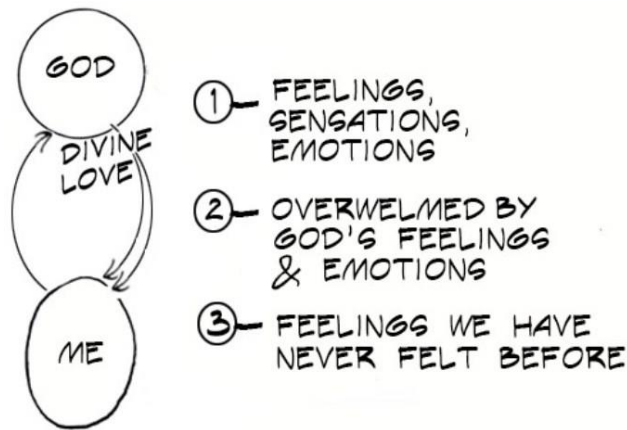 GOD
DIVINE
LOVE
ME
1 - FEELINGS,
SENSATIONS,
EMOTIONS
2 - OVERWELMED BY
GOD'S FEELINGS
& EMOTIONS
3 - FEELINGS WE HAVE
NEVER FELT BEFORE